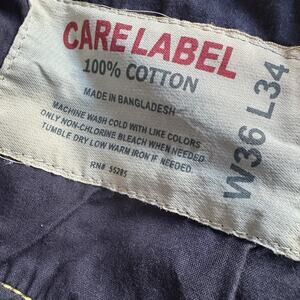 CARE LABEL
100% COTTON
MADE IN BANGLADESH
MACHINE WASH COLD WITH LIKE COLORS
ONLY NON-CHLORINE BLEACH WHEN NEEDED
TUMBLE DRY LOW WARM IRON IF NEEDED.
RN# 55285
W36 L34